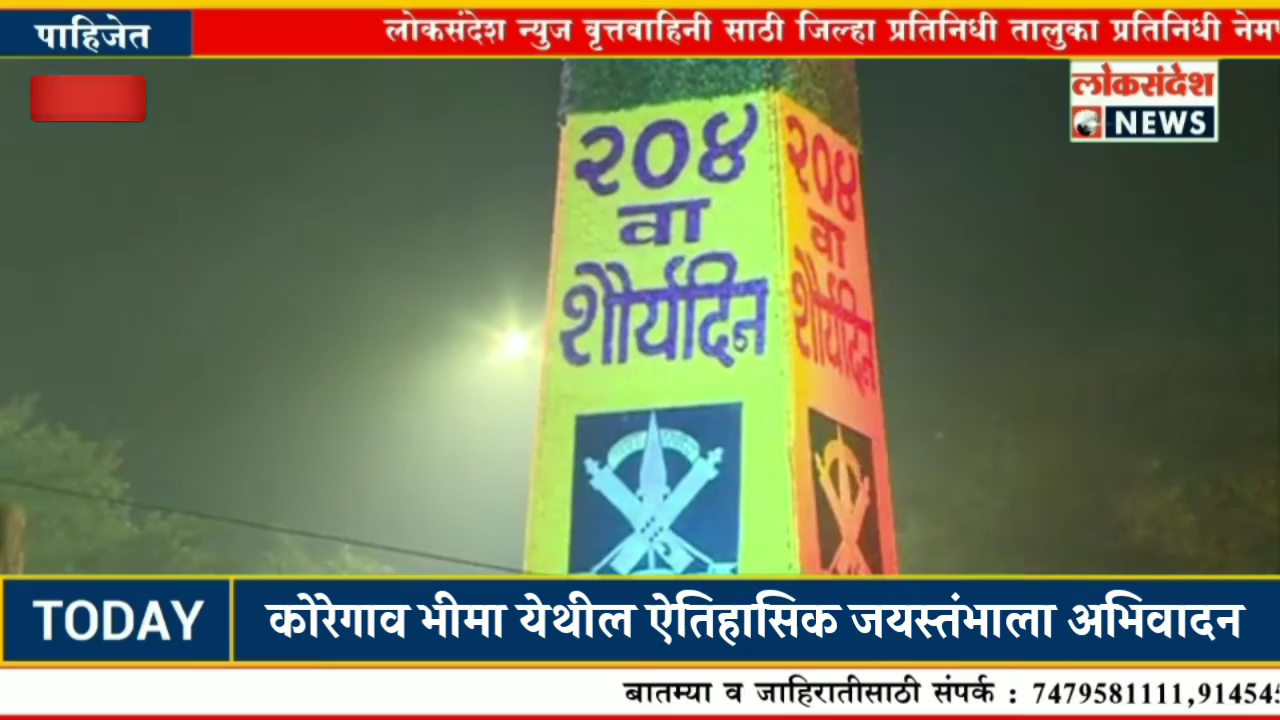 पाहिजेत
लोकसंदेश न्युज वृत्तवाहिनी साठी जिल्हा प्रतिनिधी तालुका प्रतिनिधी
लोकसंदेश
NEWS
२०४
वा
शौर्यदिन
२०४
वा
शौर्यदिन
TODAY
कोरेगाव भीमा येथील ऐतिहासिक जयस्तंभाला अभिवादन
बातम्या व जाहिरातीसाठी संपर्क : 7479581111,